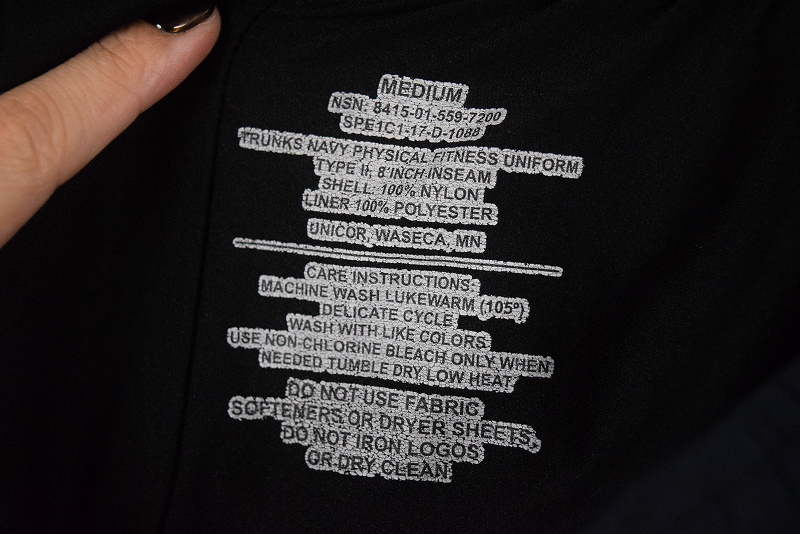 MEDIUM
NSN: 8415-01-559-7200
SPE1C1-17-D-1088
TRUNKS NAVY PHYSICAL FITNESS UNIFORM
TYPE II, 8 INCH INSEAM
SHELL: 100% NYLON
LINER 100% POLYESTER
UNICOR, WASECA, MN
CARE INSTRUCTIONS:
MACHINE WASH LUKEWARM (105°)
DELICATE CYCLE
WASH WITH LIKE COLORS
USE NON-CHLORINE BLEACH ONLY WHEN
NEEDED TUMBLE DRY LOW HEAT
DO NOT USE FABRIC
SOFTENERS OR DRYER SHEETS,
DO NOT IRON LOGOS
OR DRY CLEAN